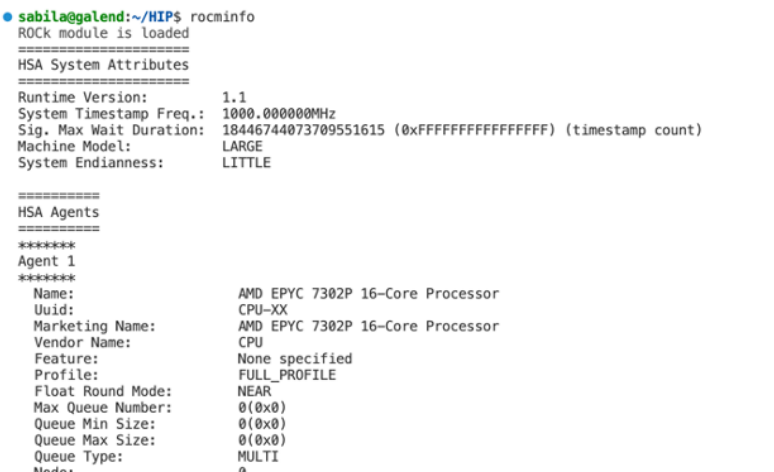 sabila@galend:~/HIP$ rocminfo
ROCk module is loaded
=====================
HSA System Attributes
=====================
Runtime Version: 1.1
System Timestamp Freq.: 1000.000000MHz
Sig. Max Wait Duration: 18446744073709551615 (0xFFFFFFFFFFFFFFFF) (timestamp count)
Machine Model: LARGE
System Endianness: LITTLE
==========
HSA Agents
==========
*******
Agent 1
*******
Name: AMD EPYC 7302P 16-Core Processor
Uuid: CPU-XX
Marketing Name: AMD EPYC 7302P 16-Core Processor
Vendor Name: CPU
Feature: None specified
Profile: FULL_PROFILE
Float Round Mode: NEAR
Max Queue Number: 0(0x0)
Queue Min Size: 0(0x0)
Queue Max Size: 0(0x0)
Queue Type: MULTI
Node: 0